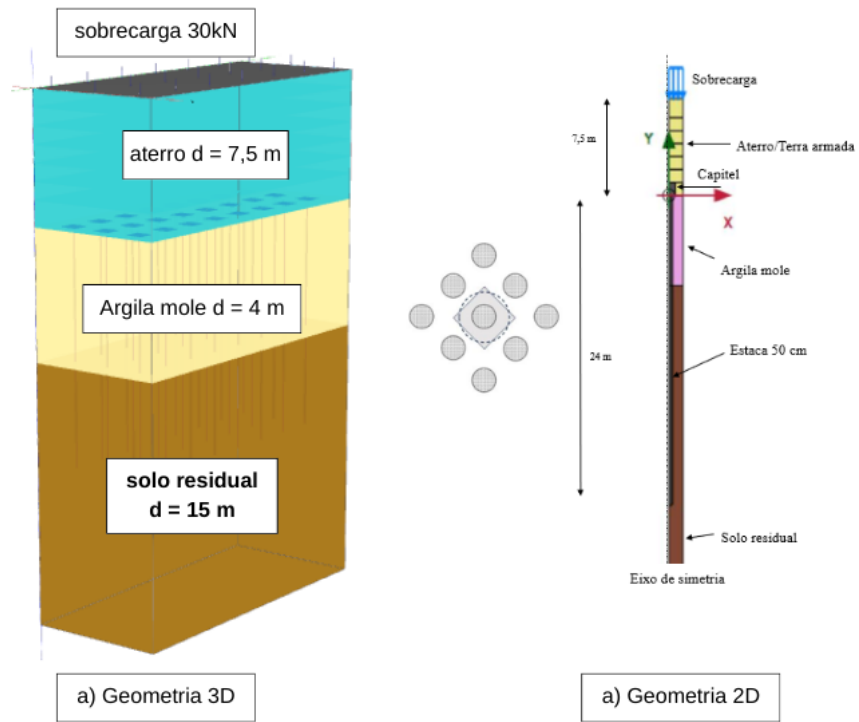 sobrecarga 30kN
aterro d = 7,5 m
Argila mole d = 4 m
solo residual
d = 15 m
a) Geometria 3D
Sobrecarga
7,5 m
Y
Aterro/Terra armada
Capitel
X
Argila mole
24 m
Estaca 50 cm
Solo residual
Eixo de simetria
a) Geometria 2D